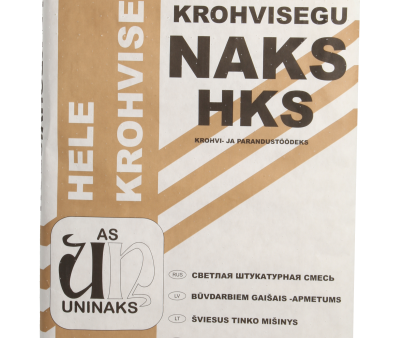 KROHVISEGU
NAKS
HKS
KROHVI- JA PARANDUSTÖÖDEKS
HELE
KROHVISE
AS
UN
UNINAKS
RUS СВЕТЛАЯ ШТУКАТУРНАЯ СМЕСЬ
LV BŪVDARBIEM GAIŠAIS -APMETUMS
LT ŠVIESUS TINKO MIŠINYS